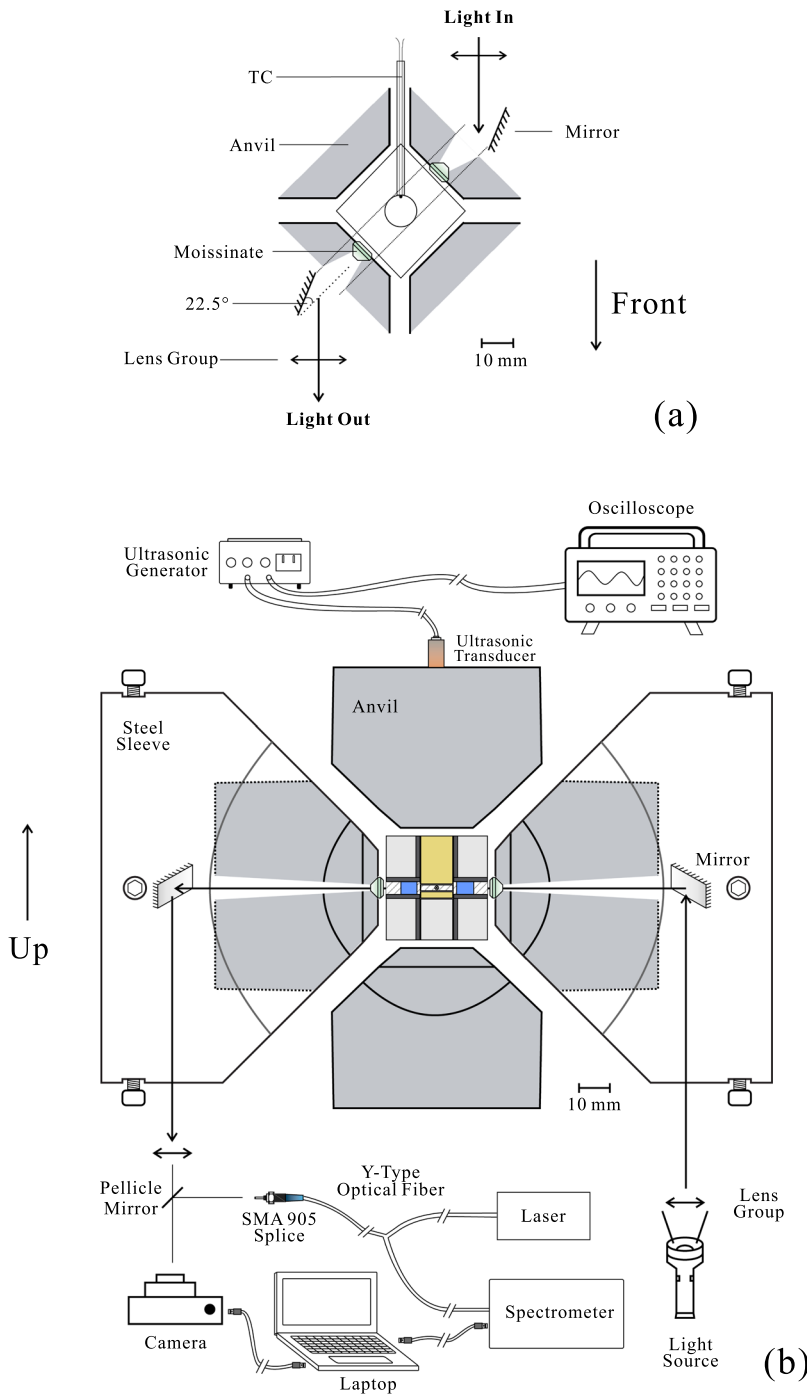 Light In
TC
Mirror
Anvil
Moissinate
22.5°
Front
Lens Group
10 mm
Light Out
(a)
Oscilloscope
Ultrasonic
Generator
Ultrasonic
Transducer
Anvil
Steel
Sleeve
Mirror
Up
10 mm
Y-Type
Optical Fiber
Pellicle
Mirror
SMA 905
Splice
Laser
Lens
Group
Spectrometer
Camera
Laptop
Light
Source
(b)